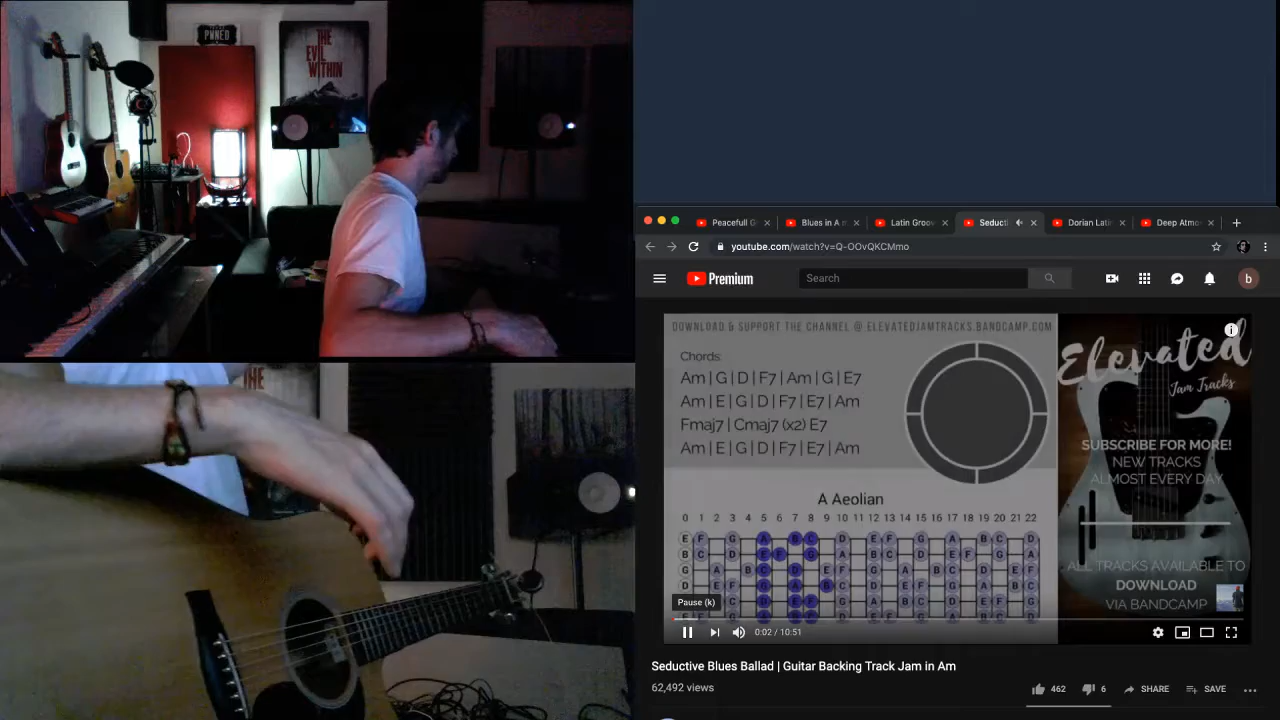 PWNED
THE
EVIL
WITHIN
THE
Peacefull G
Blues in A m
Latin Groov
Seducti
Dorian Lati
Deep Atmo
youtube.com/watch?v=Q-OOvQKCMmo
Premium
Search
b
DOWNLOAD & SUPPORT THE CHANNEL @ ELEVATEDJAMTRACKS.BANDCAMP.COM
Chords:
Am | G | D | F7 | Am | G | E7
Am | E | G | D | F7 | E7 | Am
Fmaj7 | Cmaj7 (x2) E7
Am | E | G | D | F7 | E7 | Am
A Aeolian
0 1 2 3 4 5 6 7 8 9 10 11 12 13 14 15 16 17 18 19 20 21 22
Elevated
Jam Tracks
SUBSCRIBE FOR MORE!
NEW TRACKS
ALMOST EVERY DAY
ALL TRACKS AVAILABLE TO
DOWNLOAD
VIA BANDCAMP
Pause (k)
0:02 / 10:51
Seductive Blues Ballad | Guitar Backing Track Jam in Am
62,492 views
462
6
SHARE
SAVE